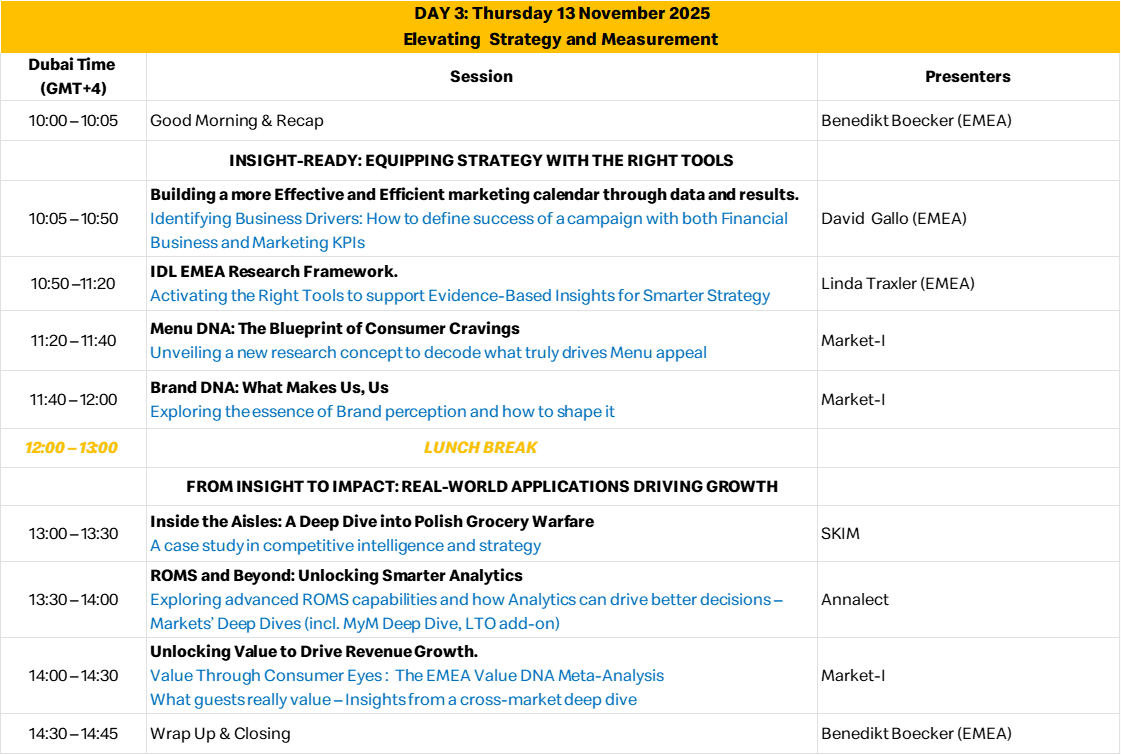 DAY 3: Thursday 13 November 2025
Elevating Strategy and Measurement
Dubai Time
(GMT+4)
Session
Presenters
10:00 – 10:05
Good Morning & Recap
Benedikt Boecker (EMEA)
INSIGHT-READY: EQUIPPING STRATEGY WITH THE RIGHT TOOLS
10:05 – 10:50
Building a more Effective and Efficient marketing calendar through data and results.
Identifying Business Drivers: How to define success of a campaign with both Financial
Business and Marketing KPIs
David Gallo (EMEA)
10:50 –11:20
IDL EMEA Research Framework.
Activating the Right Tools to support Evidence-Based Insights for Smarter Strategy
Linda Traxler (EMEA)
11:20 – 11:40
Menu DNA: The Blueprint of Consumer Cravings
Unveiling a new research concept to decode what truly drives Menu appeal
Market-I
11:40 – 12:00
Brand DNA: What Makes Us, Us
Exploring the essence of Brand perception and how to shape it
Market-I
12:00 – 13:00
LUNCH BREAK
FROM INSIGHT TO IMPACT: REAL-WORLD APPLICATIONS DRIVING GROWTH
13:00 – 13:30
Inside the Aisles: A Deep Dive into Polish Grocery Warfare
A case study in competitive intelligence and strategy
SKIM
13:30 – 14:00
ROMS and Beyond: Unlocking Smarter Analytics
Exploring advanced ROMS capabilities and how Analytics can drive better decisions –
Markets’ Deep Dives (incl. MyM Deep Dive, LTO add-on)
Annalect
14:00 – 14:30
Unlocking Value to Drive Revenue Growth.
Value Through Consumer Eyes : The EMEA Value DNA Meta-Analysis
What guests really value – Insights from a cross-market deep dive
Market-I
14:30 – 14:45
Wrap Up & Closing
Benedikt Boecker (EMEA)